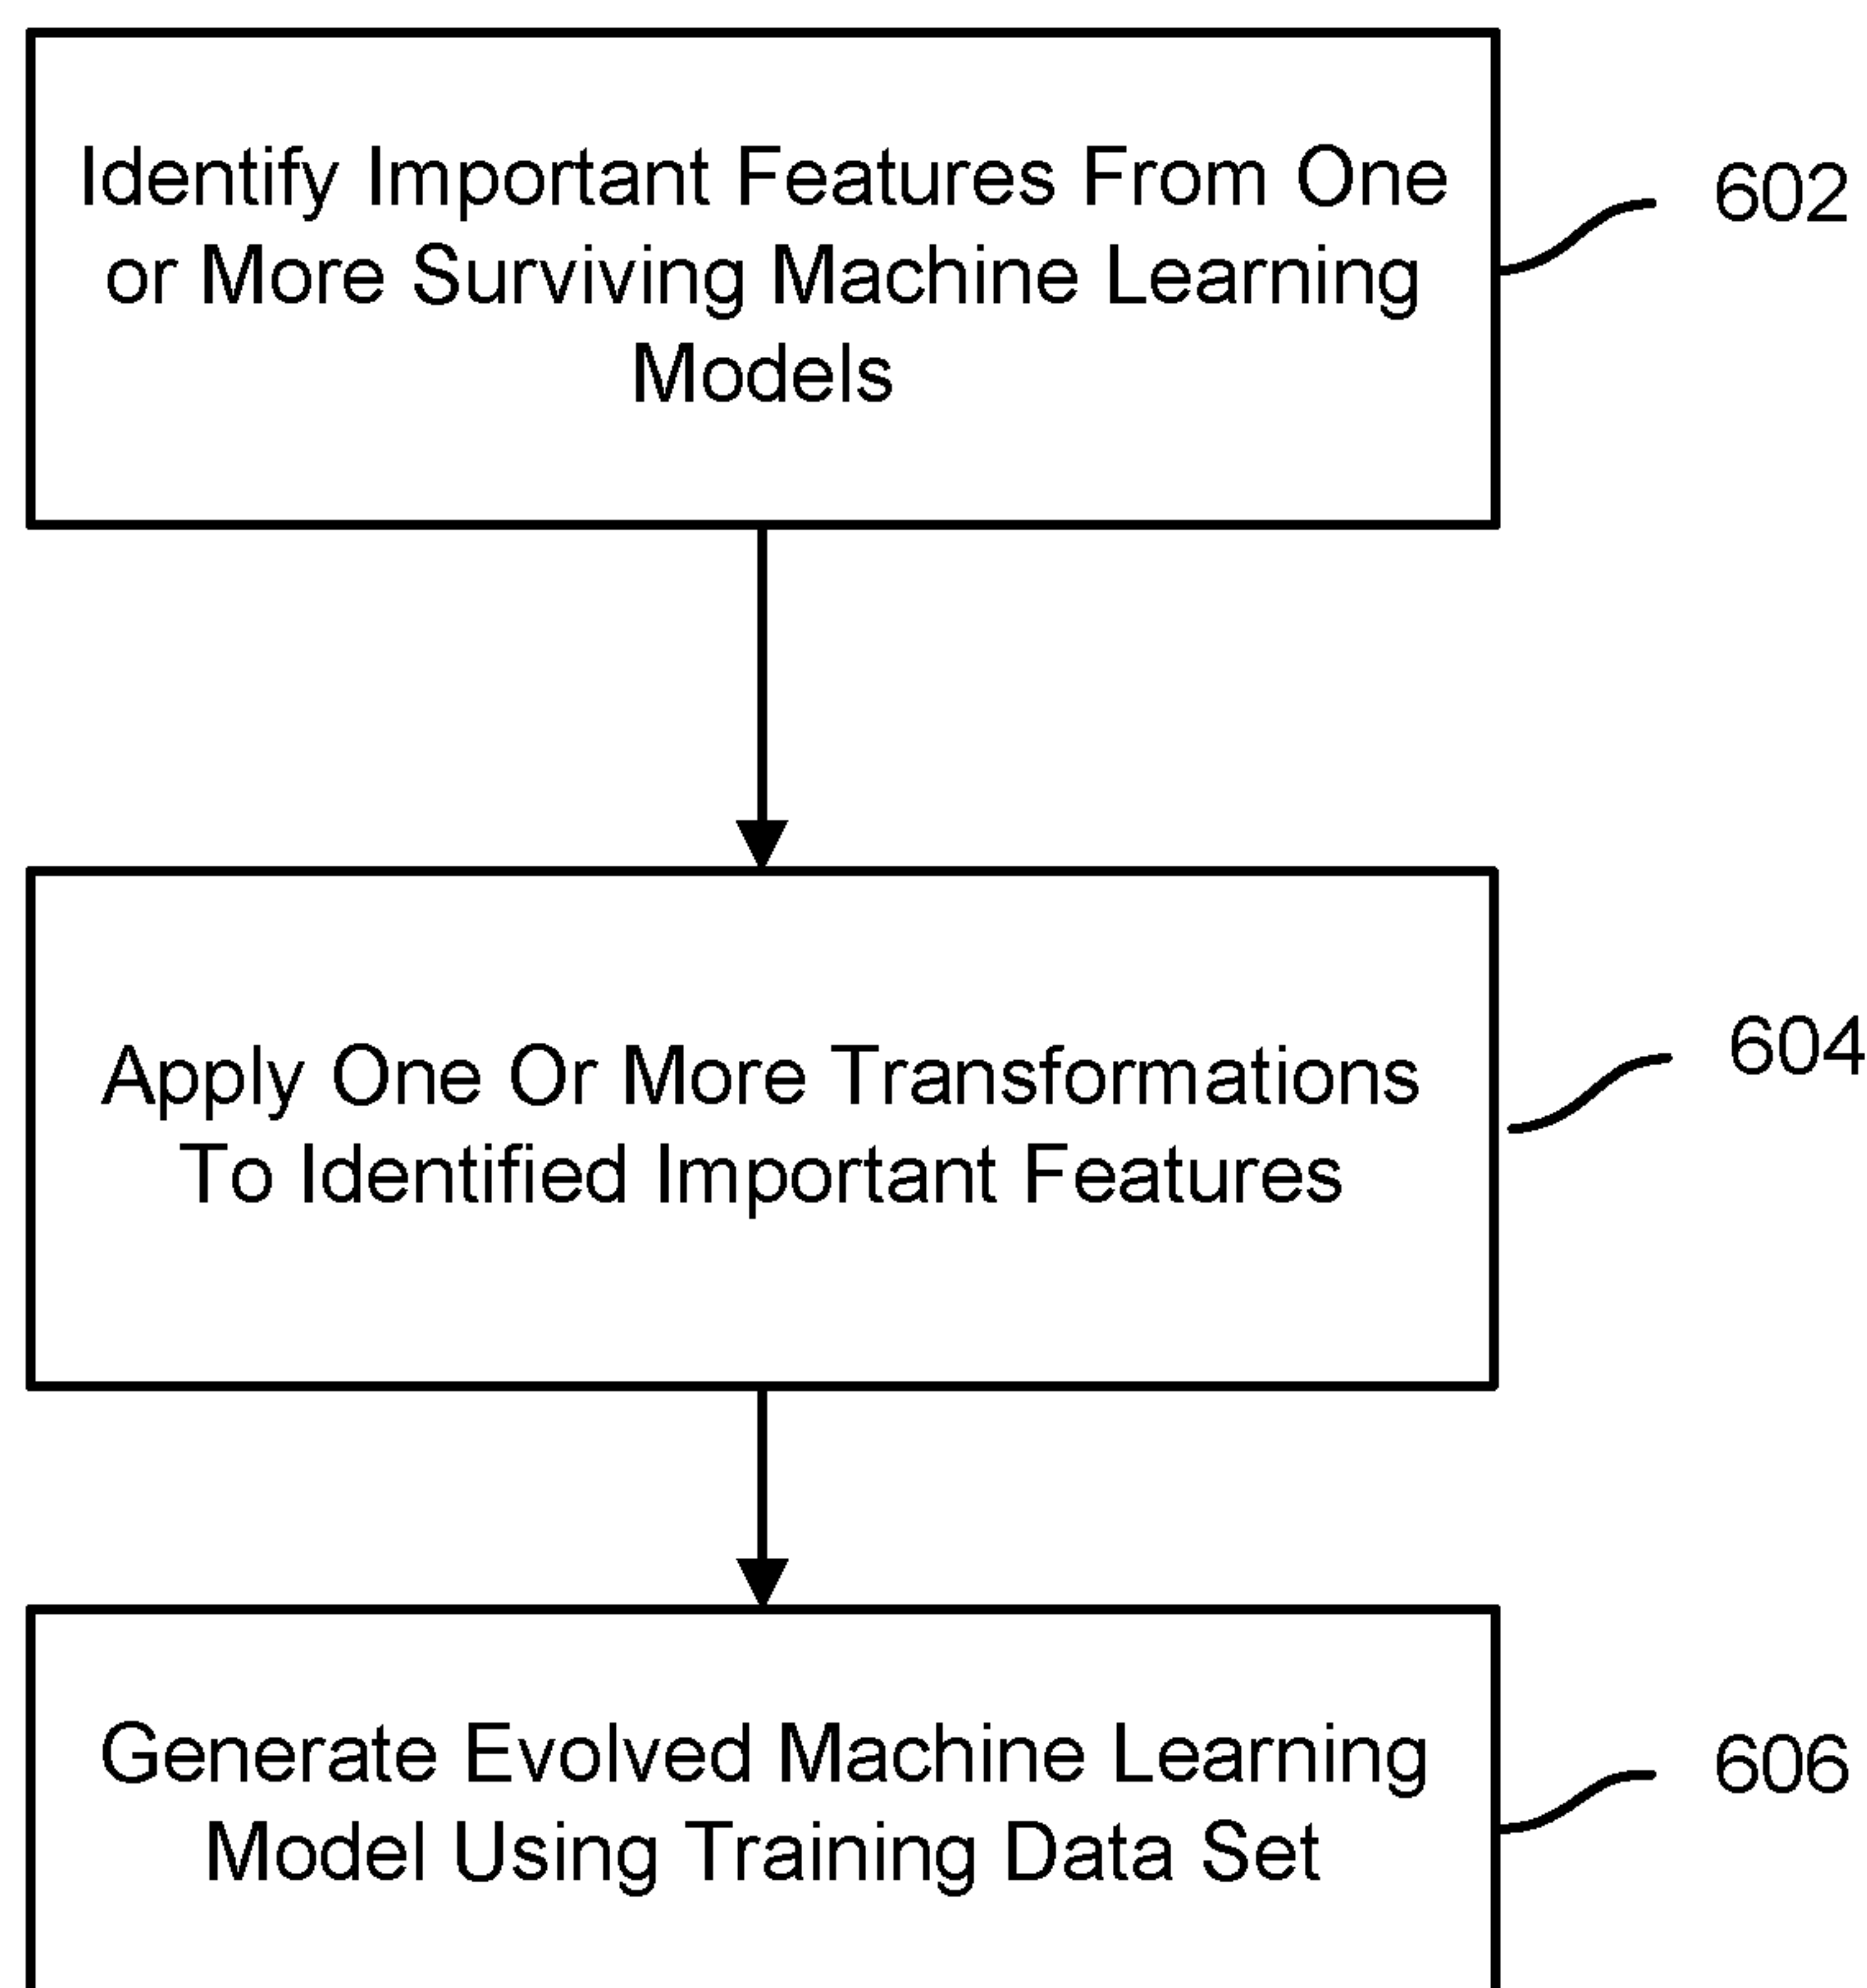 Identify Important Features From One
or More Surviving Machine Learning
Models
602
Apply One Or More Transformations
To Identified Important Features
604
Generate Evolved Machine Learning
Model Using Training Data Set
606